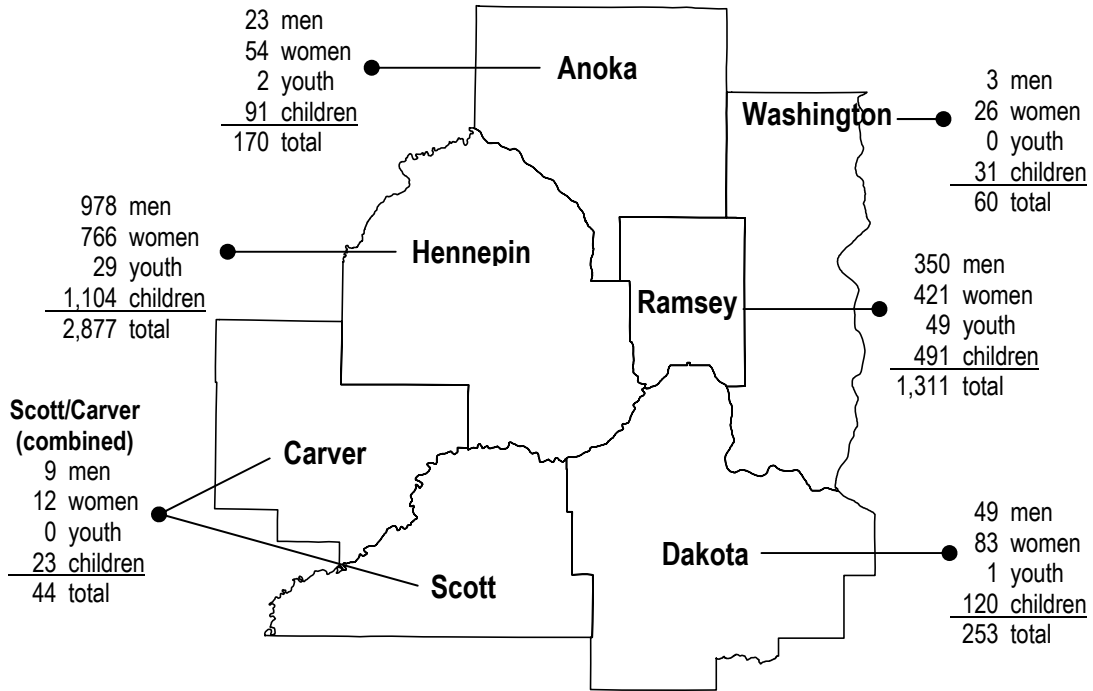 23 men
54 women
2 youth
91 children
170 total
Anoka
3 men
26 women
0 youth
31 children
60 total
Washington
978 men
766 women
29 youth
1,104 children
2,877 total
Hennepin
350 men
421 women
49 youth
491 children
1,311 total
Ramsey
Scott/Carver
(combined)
9 men
12 women
0 youth
23 children
44 total
Carver
Scott
49 men
83 women
1 youth
120 children
253 total
Dakota